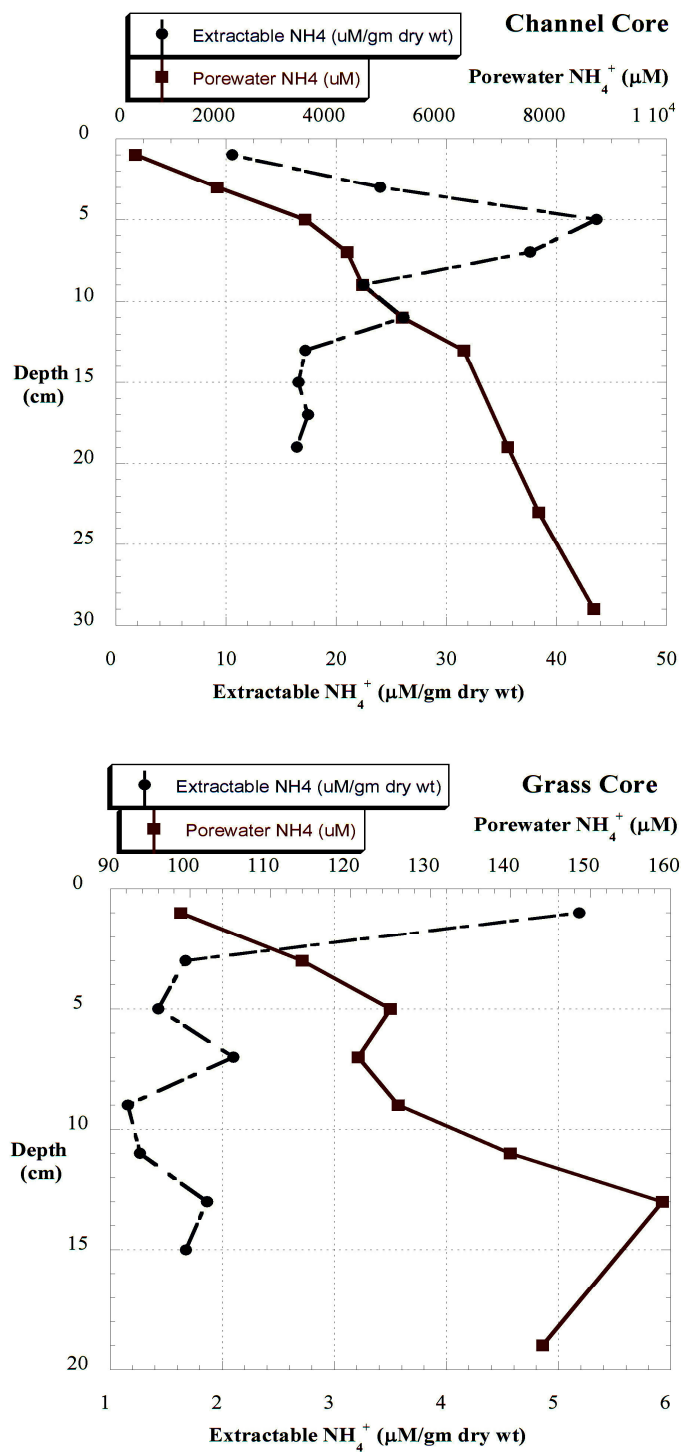 Extractable NH4 (uM/gm dry wt)
Channel Core
Porewater NH4 (uM)
Porewater NH4+ (µM)
0 2000 4000 6000 8000 1 10^4
0
5
10
Depth
(cm)
15
20
25
30
0 10 20 30 40 50
Extractable NH4+ (µM/gm dry wt)
Extractable NH4 (uM/gm dry wt)
Grass Core
Porewater NH4 (uM)
Porewater NH4+ (µM)
90 100 110 120 130 140 150 160
0
5
10
Depth
(cm)
15
20
1 2 3 4 5 6
Extractable NH4+ (µM/gm dry wt)